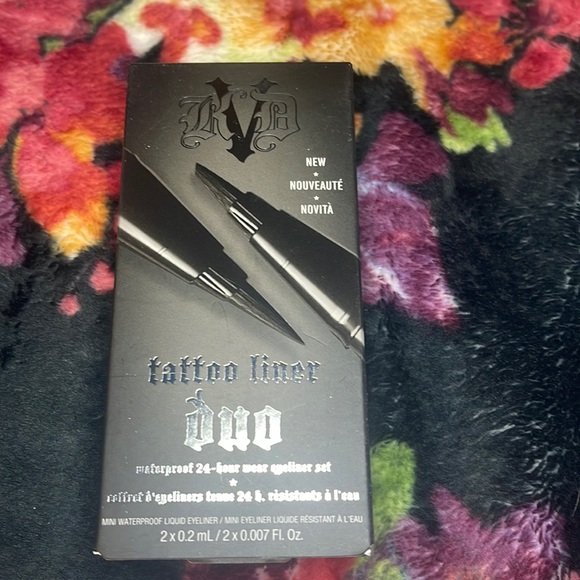 KVD
NEW
★
NOUVEAUTÉ
★
NOVITÀ
tattoo liner
duo
waterproof 24-hour wear eyeliner set
★
coffret d'eyeliners tenue 24 h. résistants à l'eau
MINI WATERPROOF LIQUID EYELINER / MINI EYELINER LIQUIDE RÉSISTANT À L'EAU
2 x 0.2 mL / 2 x 0.007 Fl. Oz.